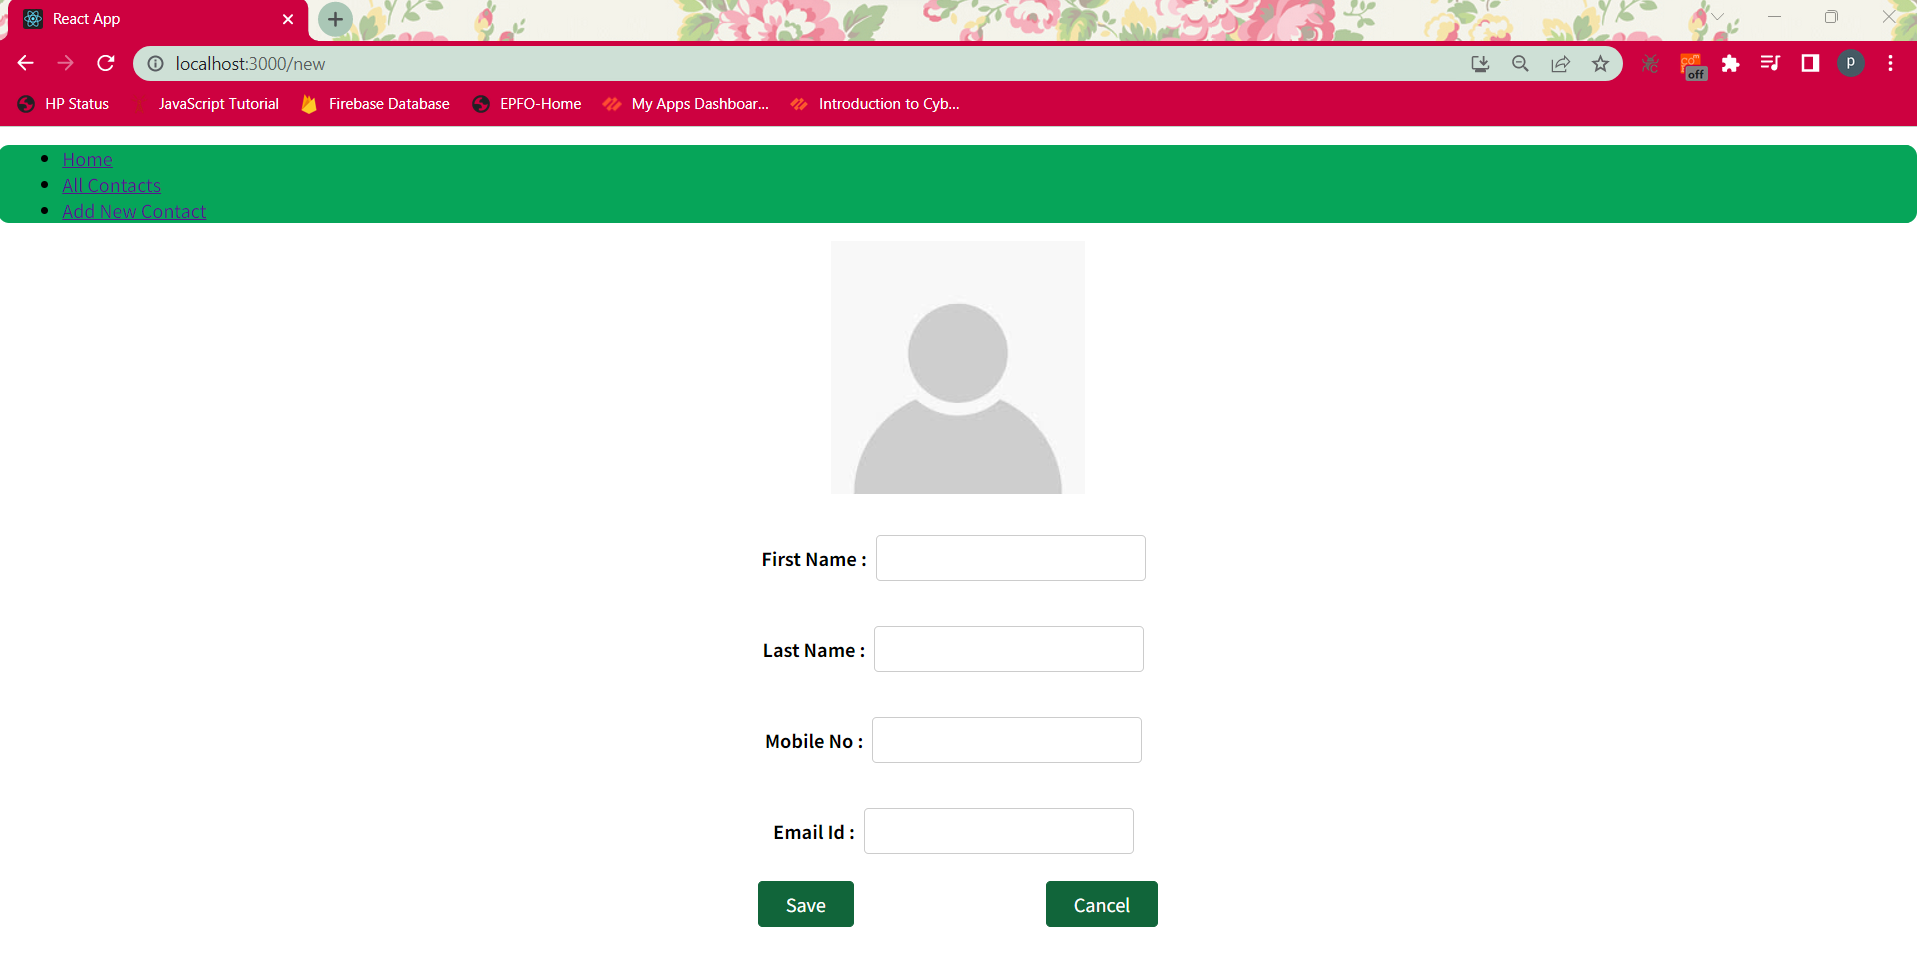 React App
localhost:3000/new
off
p
HP Status JavaScript Tutorial Firebase Database EPFO-Home My Apps Dashboar... Introduction to Cyb...
Home
All Contacts
Add New Contact
First Name :
Last Name :
Mobile No :
Email Id :
Save Cancel